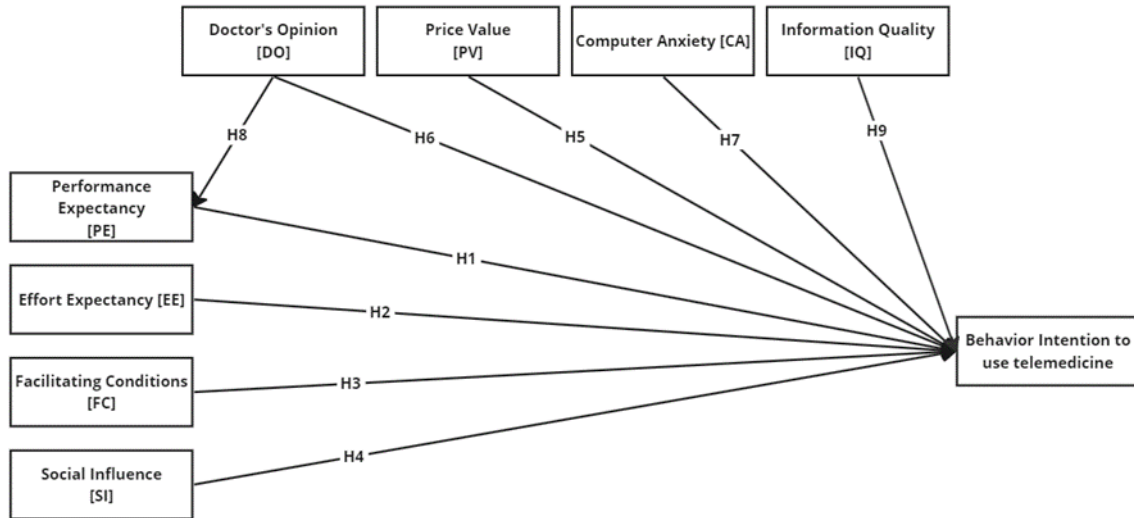 Doctor's Opinion
[DO]
Price Value
[PV]
Computer Anxiety [CA]
Information Quality
[IQ]
H8
H6
H5
H7
H9
Performance
Expectancy
[PE]
H1
Effort Expectancy [EE]
H2
Behavior Intention to
use telemedicine
Facilitating Conditions
[FC]
H3
H4
Social Influence
[SI]